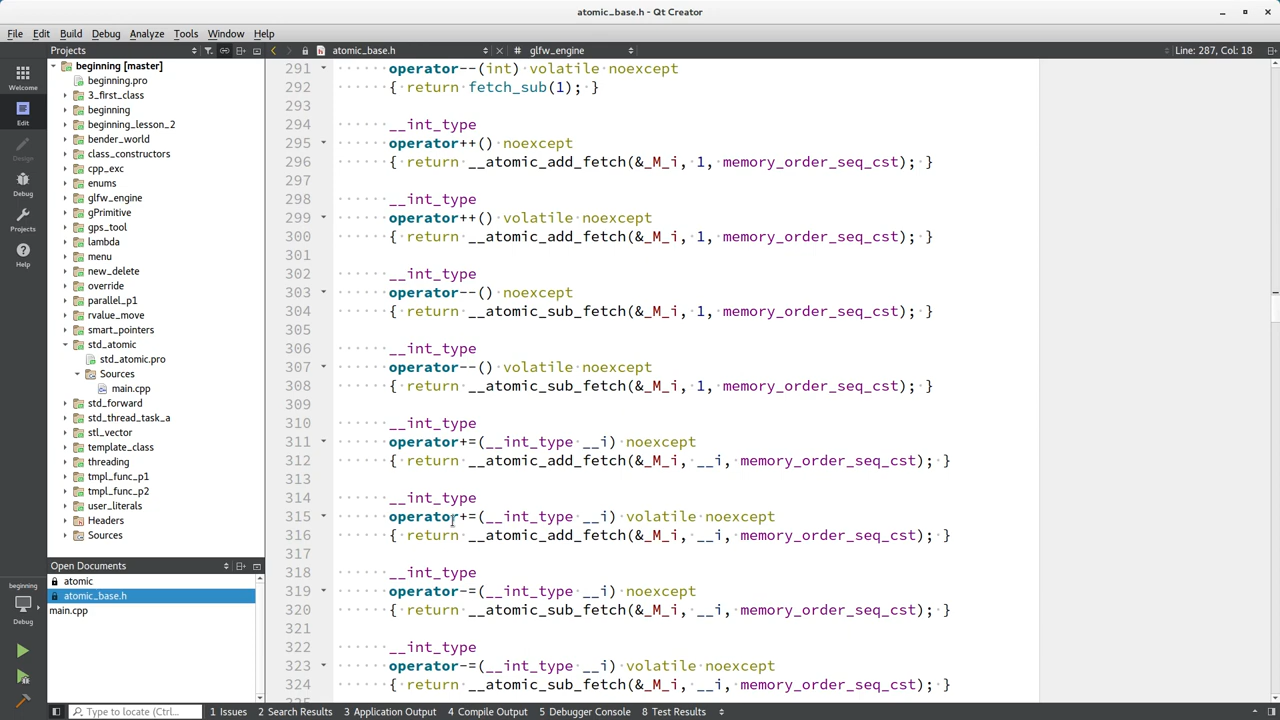 atomic_base.h - Qt Creator
File Edit Build Debug Analyze Tools Window Help
Projects
atomic_base.h
# glfw_engine
Line: 287, Col: 18
Welcome
Edit
Design
Debug
Projects
Help
beginning
Debug
beginning [master]
beginning.pro
3_first_class
beginning
beginning_lesson_2
bender_world
class_constructors
cpp_exc
enums
glfw_engine
gPrimitive
gps_tool
lambda
menu
new_delete
override
parallel_p1
rvalue_move
smart_pointers
std_atomic
std_atomic.pro
Sources
main.cpp
std_forward
std_thread_task_a
stl_vector
template_class
threading
tmpl_func_p1
tmpl_func_p2
user_literals
Headers
Sources
Open Documents
atomic
atomic_base.h
main.cpp
291 operator--(int) volatile noexcept
292 { return fetch_sub(1); }
293
294 __int_type
295 operator++() noexcept
296 { return __atomic_add_fetch(&_M_i, 1, memory_order_seq_cst); }
297
298 __int_type
299 operator++() volatile noexcept
300 { return __atomic_add_fetch(&_M_i, 1, memory_order_seq_cst); }
301
302 __int_type
303 operator--() noexcept
304 { return __atomic_sub_fetch(&_M_i, 1, memory_order_seq_cst); }
305
306 __int_type
307 operator--() volatile noexcept
308 { return __atomic_sub_fetch(&_M_i, 1, memory_order_seq_cst); }
309
310 __int_type
311 operator+=(__int_type __i) noexcept
312 { return __atomic_add_fetch(&_M_i, __i, memory_order_seq_cst); }
313
314 __int_type
315 operator+=(__int_type __i) volatile noexcept
316 { return __atomic_add_fetch(&_M_i, __i, memory_order_seq_cst); }
317
318 __int_type
319 operator-=(__int_type __i) noexcept
320 { return __atomic_sub_fetch(&_M_i, __i, memory_order_seq_cst); }
321
322 __int_type
323 operator-=(__int_type __i) volatile noexcept
324 { return __atomic_sub_fetch(&_M_i, __i, memory_order_seq_cst); }
Type to locate (Ctrl...
1 Issues 2 Search Results 3 Application Output 4 Compile Output 5 Debugger Console 8 Test Results